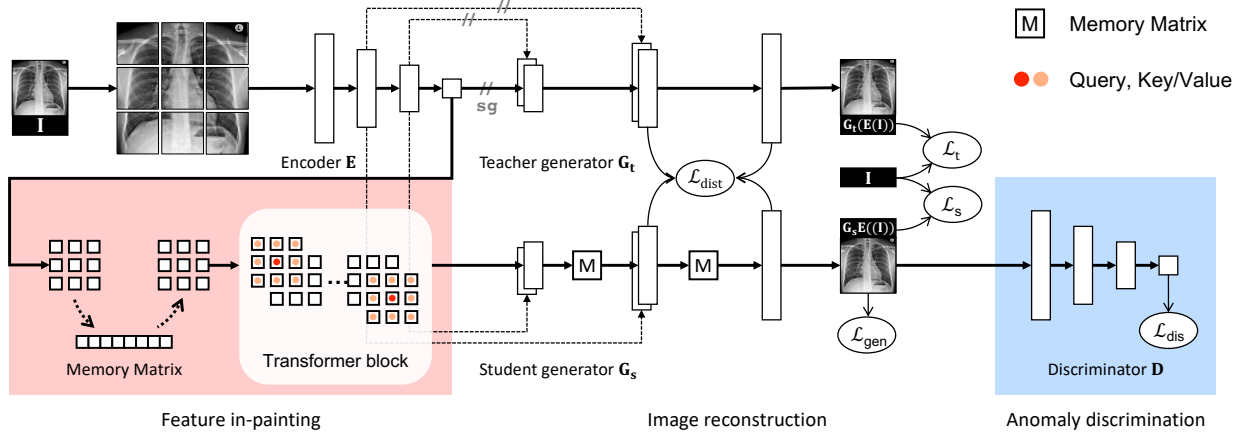 //
//
M Memory Matrix
Query, Key/Value
I
//
sg
G_t(E(I))
Encoder E
Teacher generator G_t
ℒ_t
ℒ_dist
I
ℒ_s
G_sE((I))
M
M
...
ℒ_gen
ℒ_dis
Memory Matrix
Transformer block
Student generator G_s
Discriminator D
Feature in-painting
Image reconstruction
Anomaly discrimination